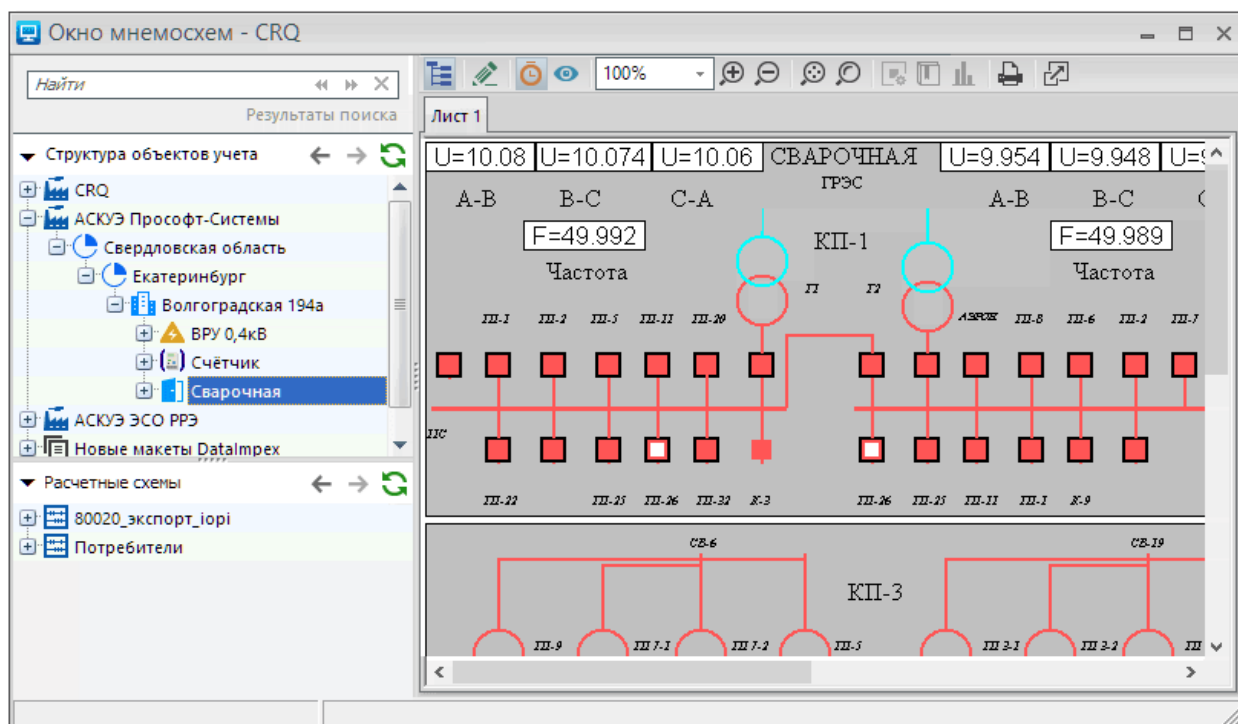 Окно мнемосхем - CRQ
Найти
Результаты поиска
Структура объектов учета
CRQ
АСКУЭ Прософт-Системы
Свердловская область
Екатеринбург
Волгоградская 194а
ВРУ 0,4кВ
Счётчик
Сварочная
АСКУЭ ЭСО РРЭ
Новые макеты DataImpex
Расчетные схемы
80020_экспорт_iopi
Потребители
100%
Лист 1
U=10.08 U=10.074 U=10.06 СВАРОЧНАЯ U=9.954 U=9.948
ГРЭС
A-B B-C C-A A-B B-C
F=49.992 КП-1 F=49.989
Частота Частота
Т1 Т2
ТП-1 ТП-2 ТП-5 ТП-11 ТП-20 ТП-8 ТП-6 ТП-2 ТП-7
ТП-22 ТП-25 ТП-26 ТП-32 К-3 ТП-26 ТП-25 ТП-11 ТП-1 К-9
СВ-6 СВ-19
КП-3
ТП-9 ТП 7-1 ТП 7-2 ТП-5 ТП 3-1 ТП 3-2 ТП